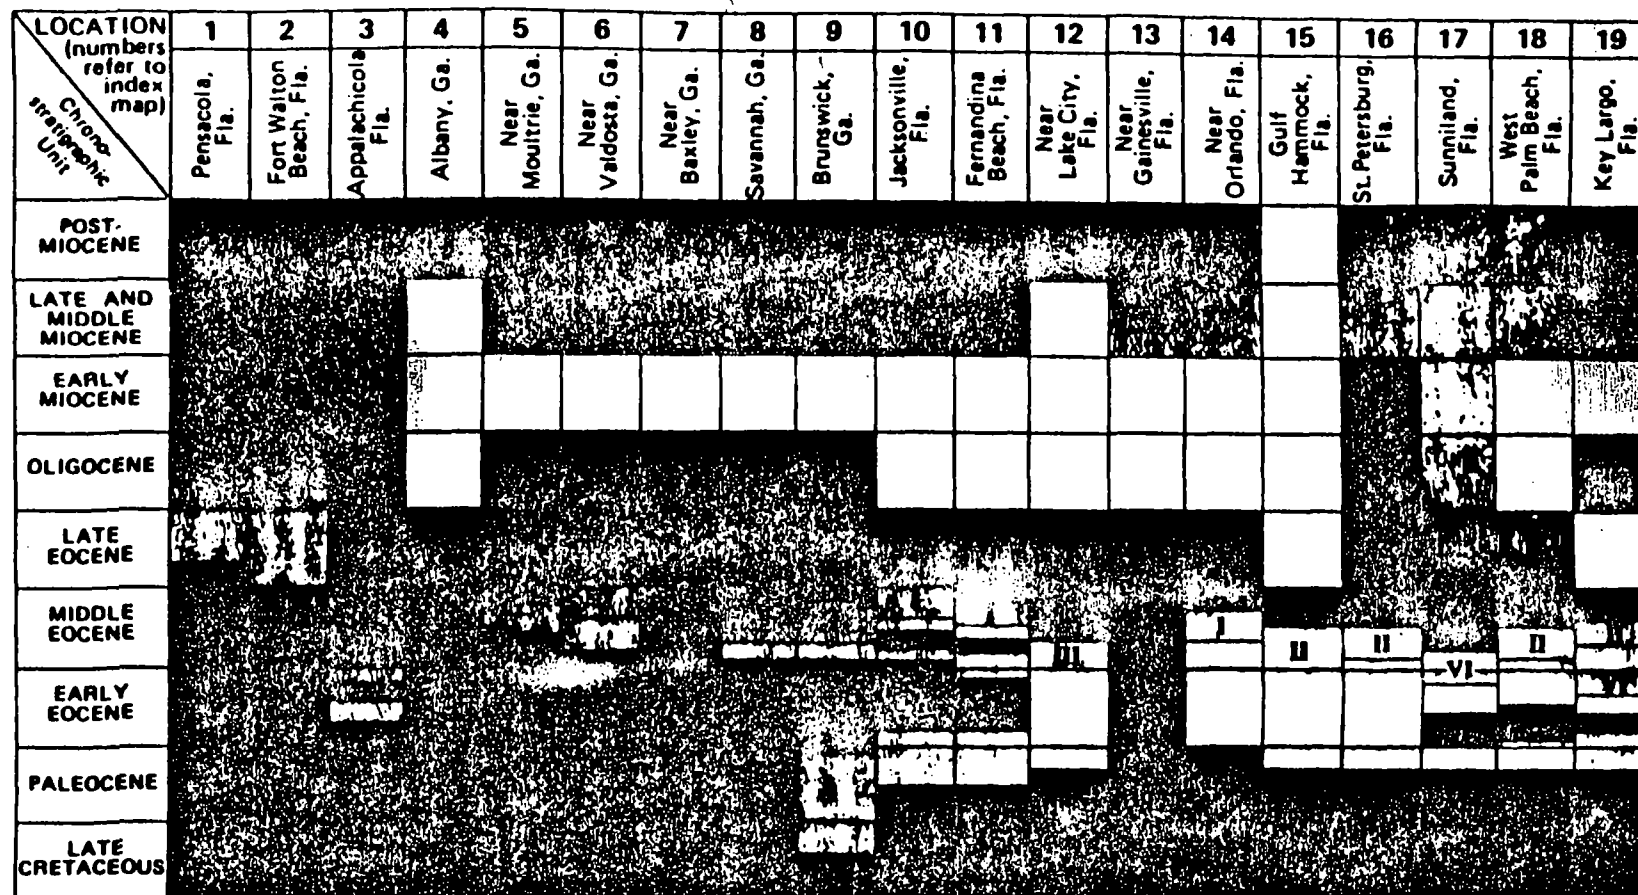 LOCATION
(numbers
refer to
index
map)
Chrono-
stratigraphic
Unit
1
2
3
4
5
6
7
8
9
10
11
12
13
14
15
16
17
18
19
Pensacola,
Fla.
Fort Walton
Beach, Fla.
Appalachicola
Fla.
Albany, Ga.
Near
Moultrie, Ga.
Near
Valdosta, Ga.
Near
Baxley, Ga.
Savannah, Ga.
Brunswick,
Ga.
Jacksonville,
Fla.
Fernandina
Beach, Fla.
Near
Lake City,
Fla.
Near
Gainesville,
Fla.
Near
Orlando, Fla.
Gulf
Hammock,
Fla.
St. Petersburg,
Fla.
Sunniland,
Fla.
West
Palm Beach,
Fla.
Key Largo,
Fla.
POST-
MIOCENE
LATE AND
MIDDLE
MIOCENE
EARLY
MIOCENE
OLIGOCENE
LATE
EOCENE
MIDDLE
EOCENE
I
III
II
II
II
VI
VI
EARLY
EOCENE
PALEOCENE
LATE
CRETACEOUS